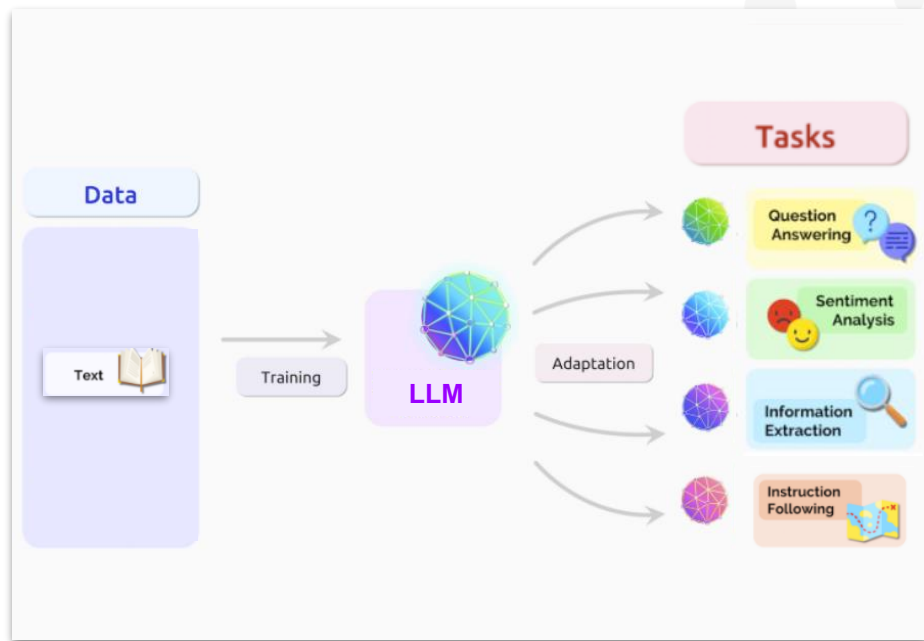 Tasks
Data
Question
Answering
?
Sentiment
Analysis
Text
Training
LLM
Adaptation
Information
Extraction
Instruction
Following